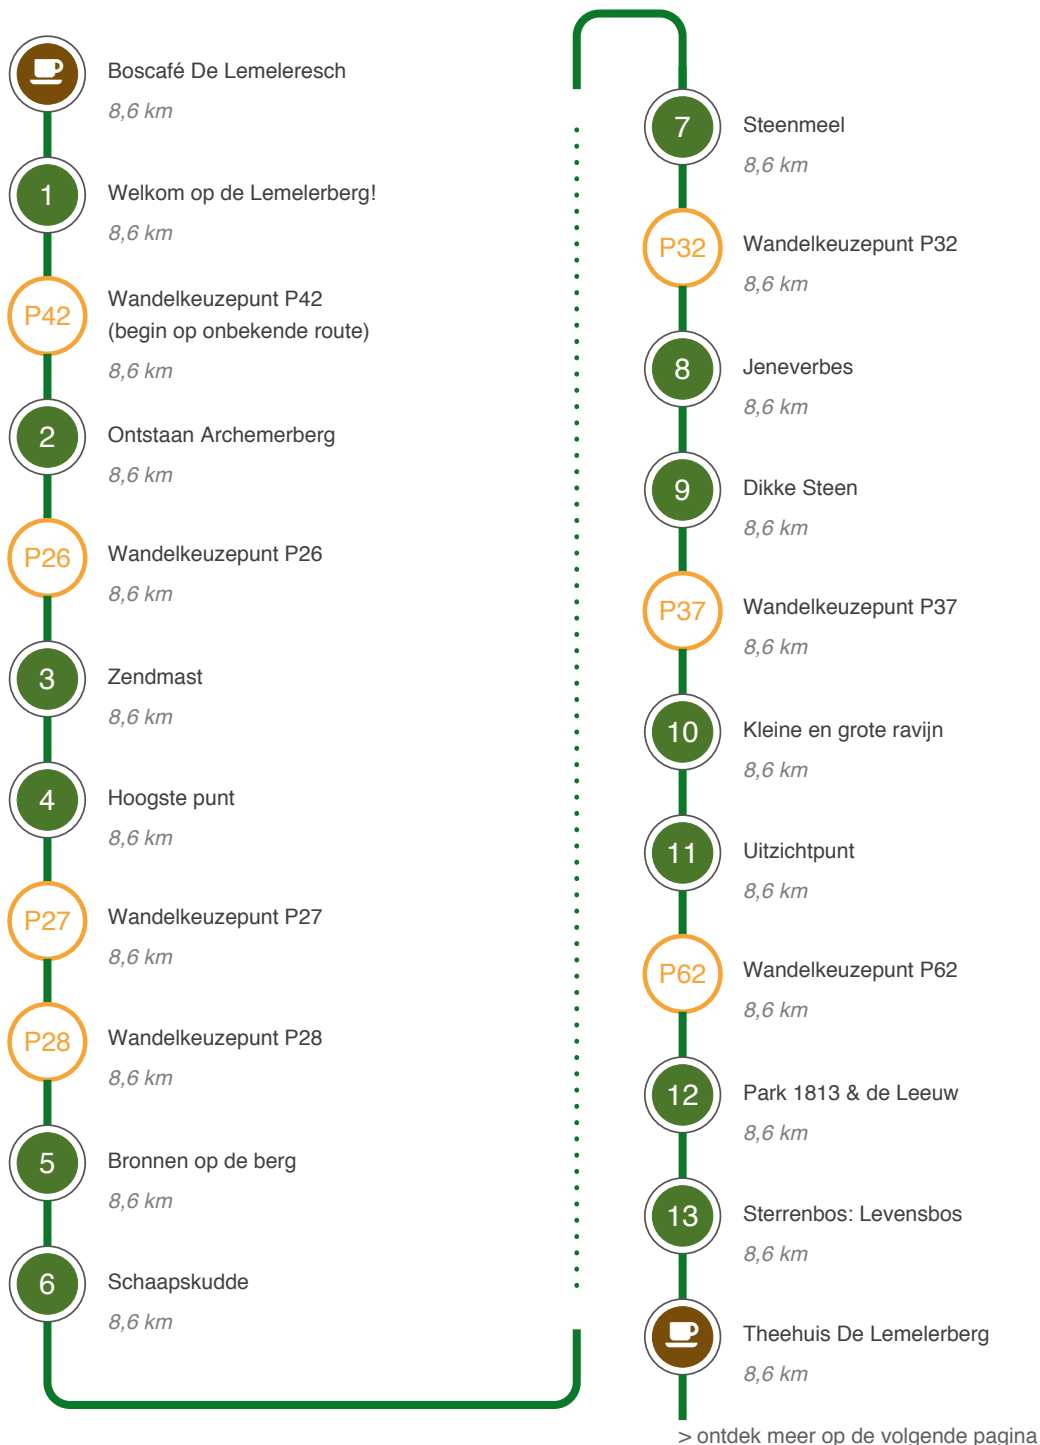 Boscafé De Lemeleresch
8,6 km
1
Welkom op de Lemelerberg!
8,6 km
P42
Wandelkeuzepunt P42
(begin op onbekende route)
8,6 km
2
Ontstaan Archemerberg
8,6 km
P26
Wandelkeuzepunt P26
8,6 km
3
Zendmast
8,6 km
4
Hoogste punt
8,6 km
P27
Wandelkeuzepunt P27
8,6 km
P28
Wandelkeuzepunt P28
8,6 km
5
Bronnen op de berg
8,6 km
6
Schaapskudde
8,6 km
7
Steenmeel
8,6 km
P32
Wandelkeuzepunt P32
8,6 km
8
Jeneverbes
8,6 km
9
Dikke Steen
8,6 km
P37
Wandelkeuzepunt P37
8,6 km
10
Kleine en grote ravijn
8,6 km
11
Uitzichtpunt
8,6 km
P62
Wandelkeuzepunt P62
8,6 km
12
Park 1813 & de Leeuw
8,6 km
13
Sterrenbos: Levensbos
8,6 km
Theehuis De Lemelerberg
8,6 km
> ontdek meer op de volgende pagina